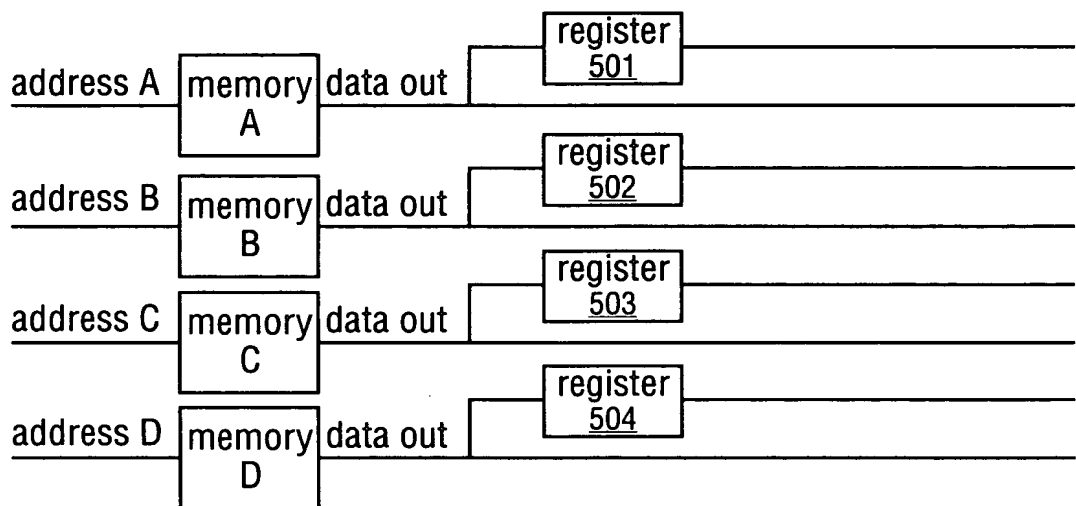 register
501
address A
memory
A
data out
register
502
address B
memory
B
data out
register
503
address C
memory
C
data out
register
504
address D
memory
D
data out